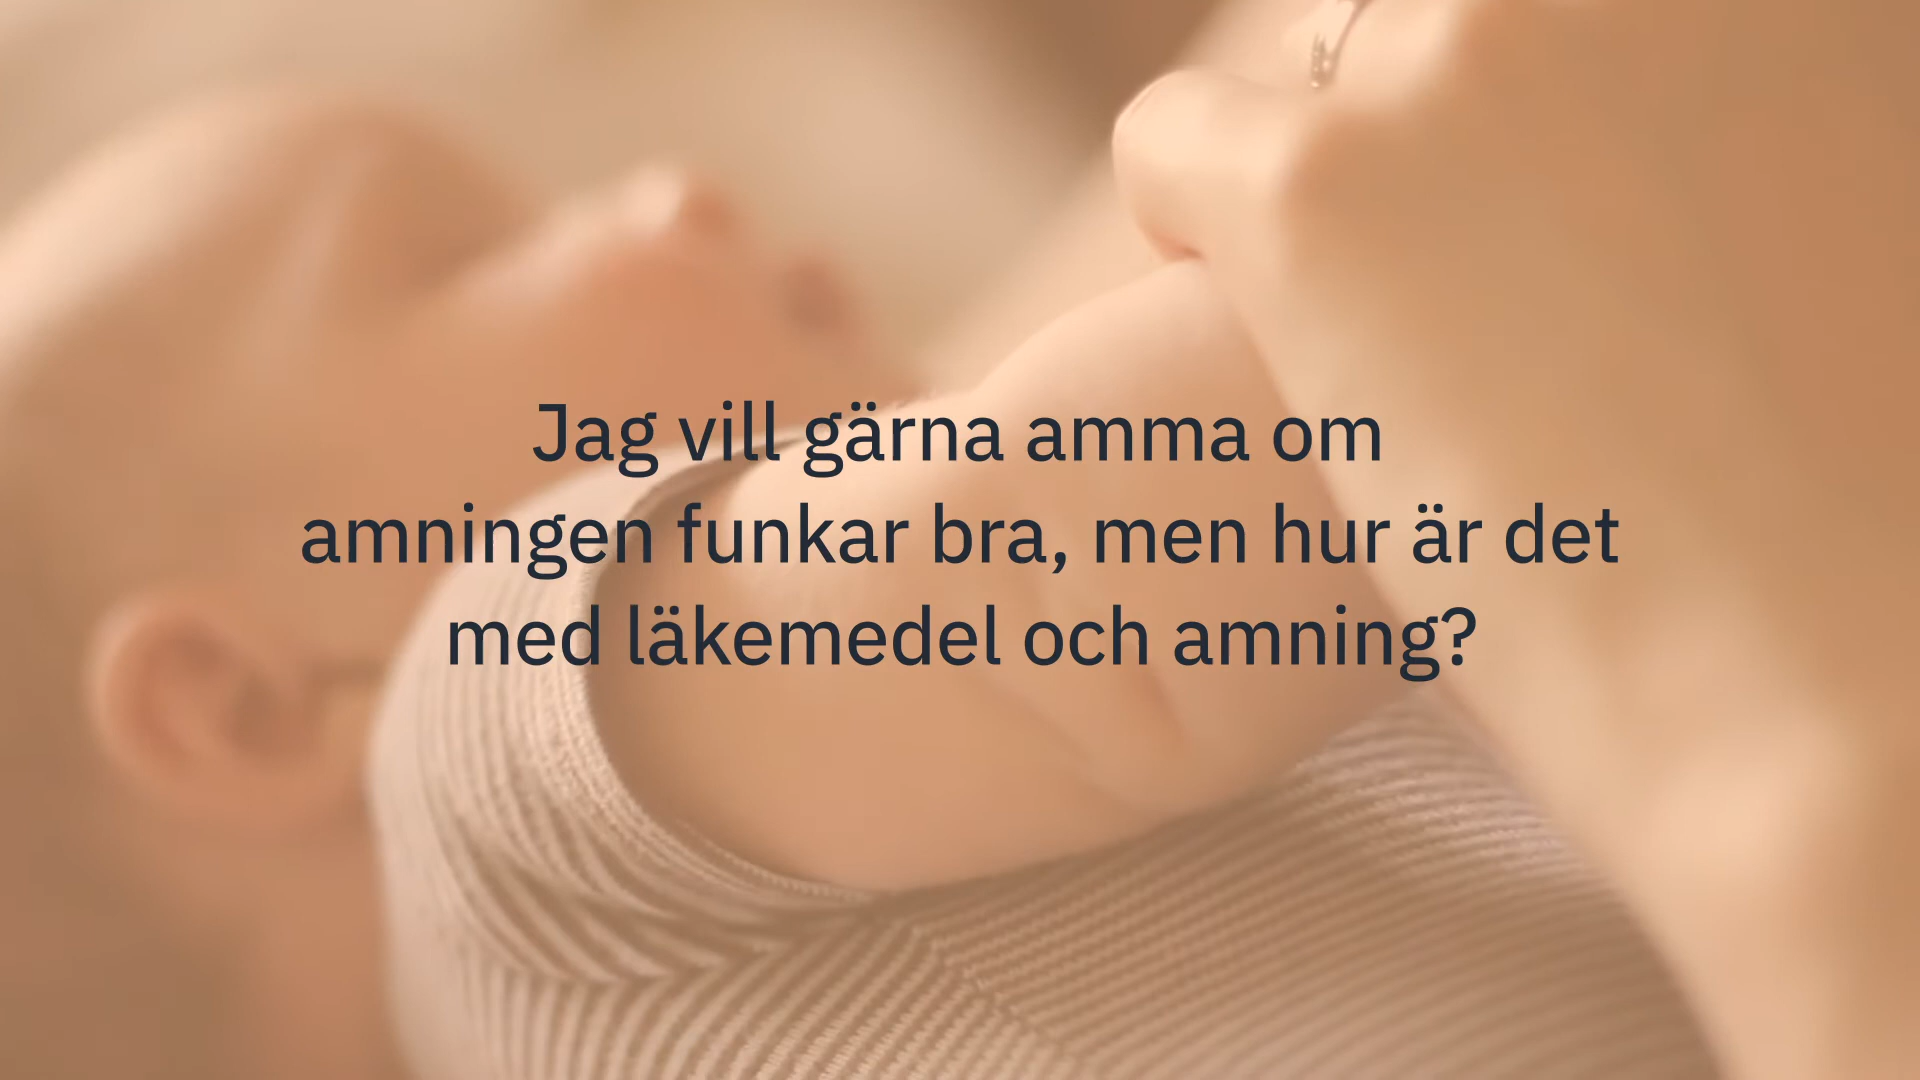 Jag vill gärna amma om
amningen funkar bra, men hur är det
med läkemedel och amning?